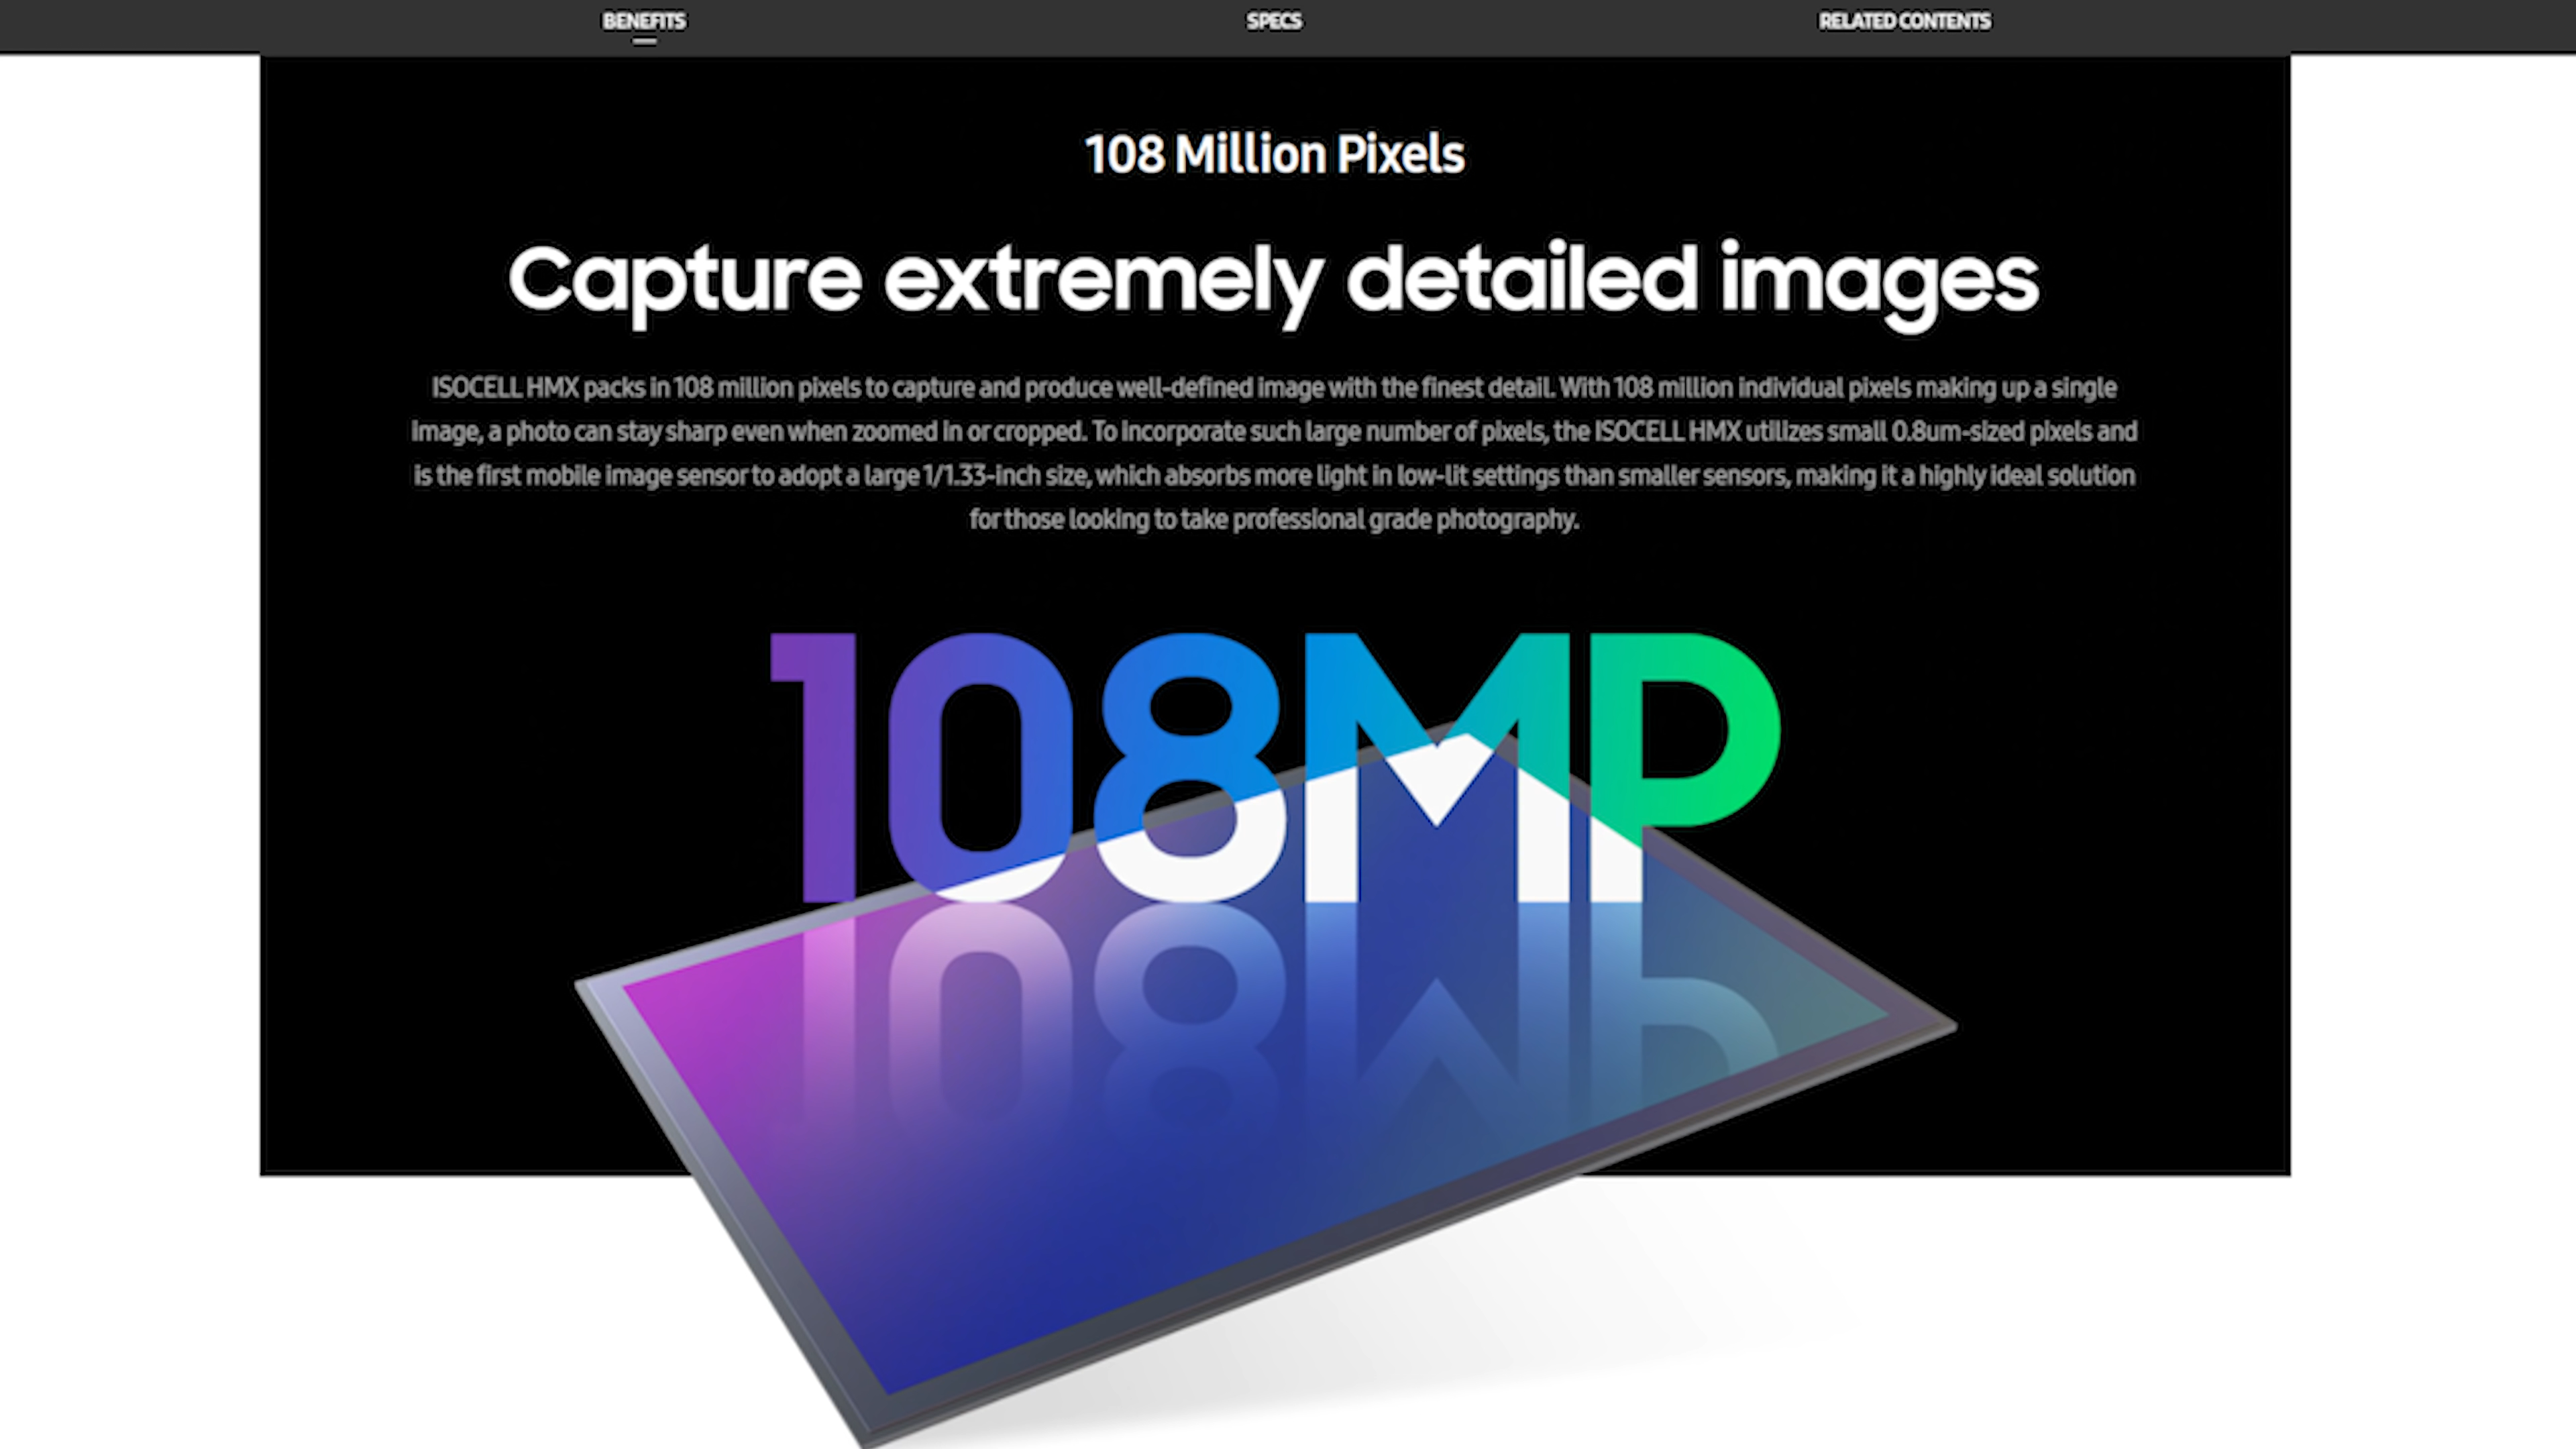 BENEFITS
SPECS
RELATED CONTENTS
108 Million Pixels
Capture extremely detailed images
ISOCELL HMX packs in 108 million pixels to capture and produce well-defined image with the finest detail. With 108 million individual pixels making up a single
image, a photo can stay sharp even when zoomed in or cropped. To incorporate such large number of pixels, the ISOCELL HMX utilizes small 0.8um-sized pixels and
is the first mobile image sensor to adopt a large 1/1.33-inch size, which absorbs more light in low-lit settings than smaller sensors, making it a highly ideal solution
for those looking to take professional grade photography.
108MP